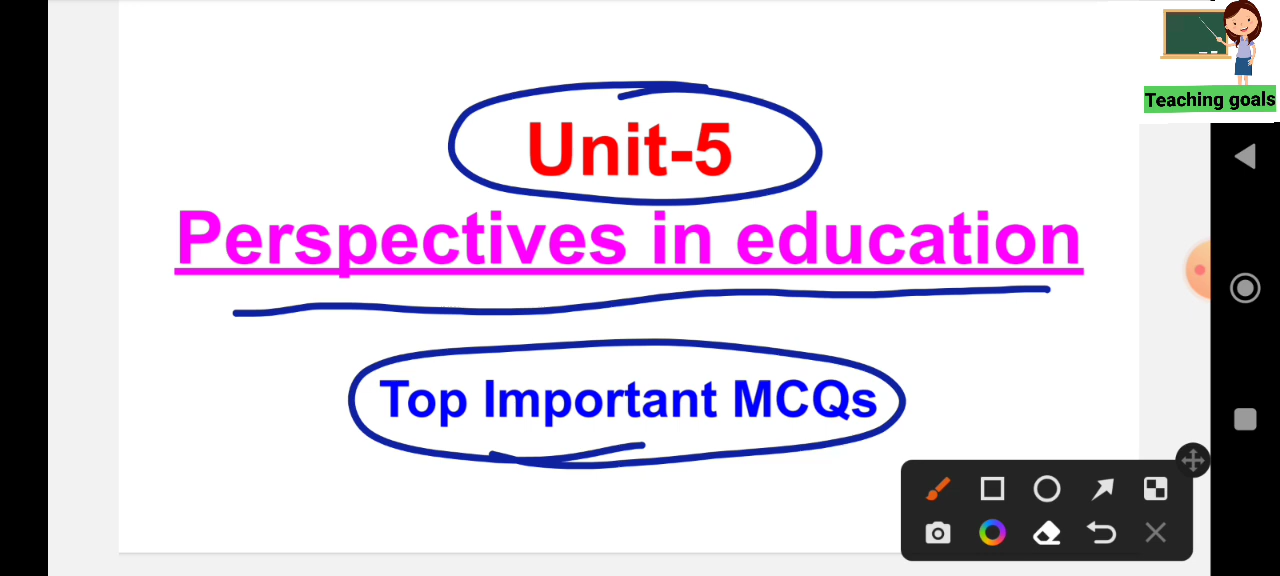 Teaching goals
Unit-5
Perspectives in education
Top Important MCQs